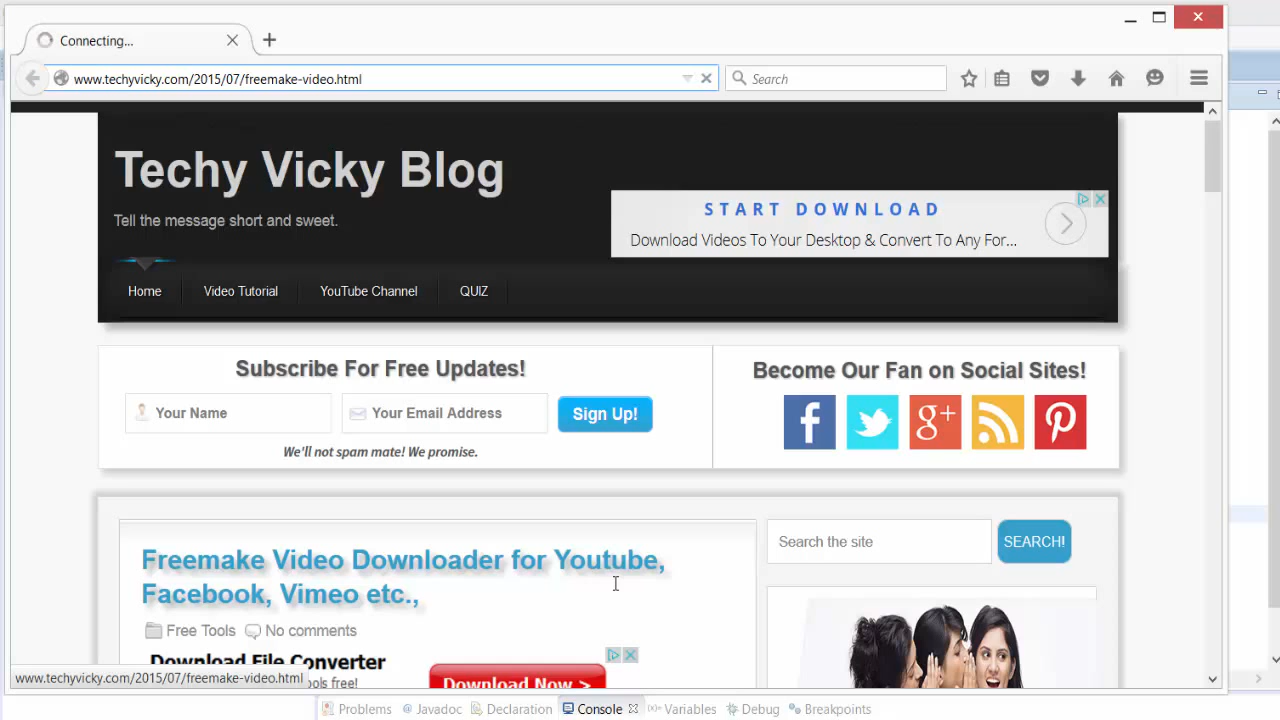 Connecting...
www.techyvicky.com/2015/07/freemake-video.html
Search
Techy Vicky Blog
Tell the message short and sweet.
START DOWNLOAD
Download Videos To Your Desktop & Convert To Any For...
Home
Video Tutorial
YouTube Channel
QUIZ
Subscribe For Free Updates!
Your Name
Your Email Address
Sign Up!
We'll not spam mate! We promise.
Become Our Fan on Social Sites!
Freemake Video Downloader for Youtube,
Facebook, Vimeo etc.,
Free Tools
No comments
Search the site
SEARCH!
Download File Converter
ols free!
Download Now >
www.techyvicky.com/2015/07/freemake-video.html
Problems
Javadoc
Declaration
Console
Variables
Debug
Breakpoints